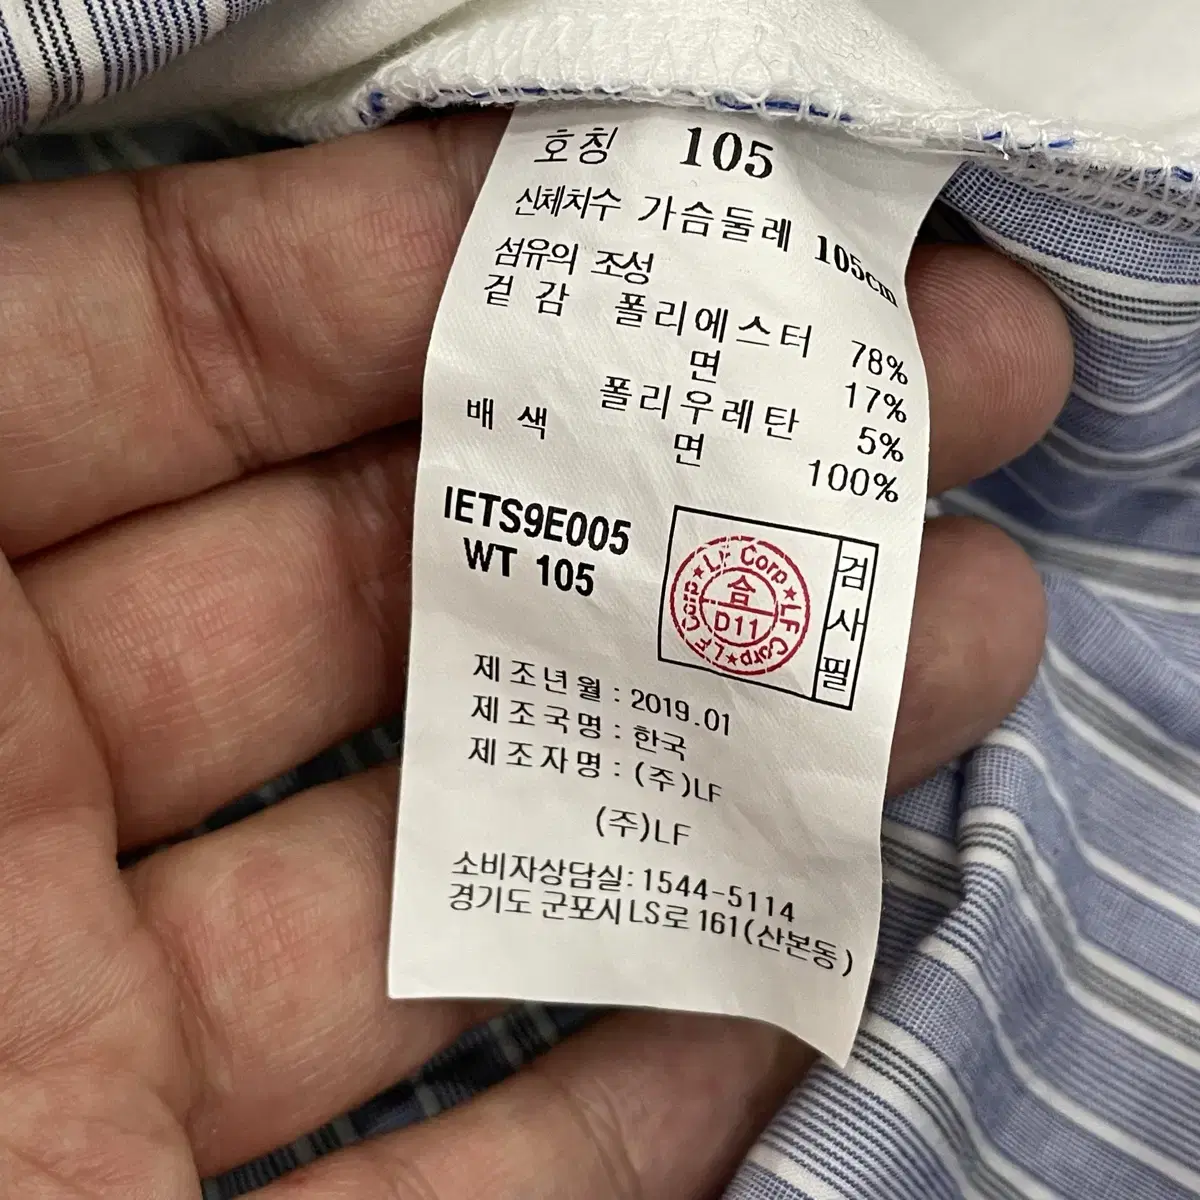 호칭 105
신체치수 가슴둘레 105cm
섬유의 조성
겉 감 폴리에스터 78%
면 17%
폴리우레탄 5%
배 색 면 100%
IETS9E005
WT 105
LF Corp★LF Corp★LF Corp★
合
D11
검사필
제조년월 : 2019.01
제조국명 : 한국
제조자명 : (주)LF
(주)LF
소비자상담실: 1544-5114
경기도 군포시 LS로 161(산본동)